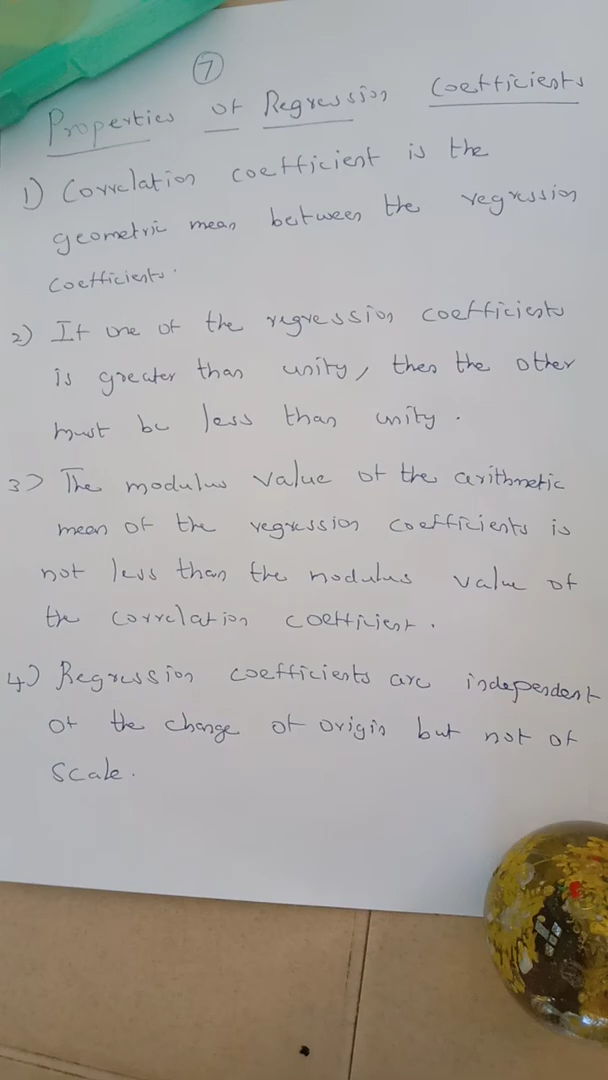 7
Properties of Regression Coefficients
1) Correlation coefficient is the
geometric mean between the regression
coefficients.
2) If one of the regression coefficients
is greater than unity, then the other
must be less than unity.
3) The modulus value of the arithmetic
mean of the regression coefficients is
not less than the modulus value of
the correlation coefficient.
4) Regression coefficients are independent
of the change of origin but not of
scale.